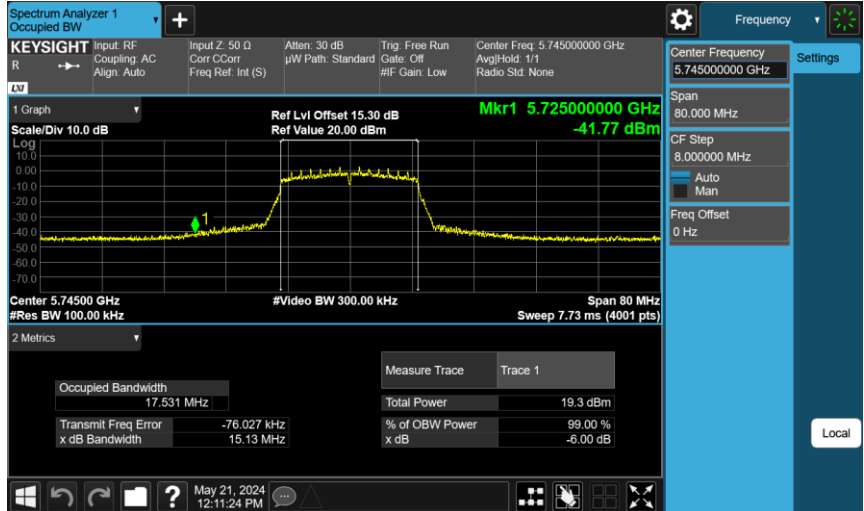 Spectrum Analyzer 1
Occupied BW
+
Frequency
KEYSIGHT
R
LXI
Input: RF
Coupling: AC
Align: Auto
Input Z: 50 Ω
Corr CCorr
Freq Ref: Int (S)
Atten: 30 dB
µW Path: Standard
Trig: Free Run
Gate: Off
#IF Gain: Low
Center Freq: 5.745000000 GHz
Avg|Hold: 1/1
Radio Std: None
Center Frequency
5.745000000 GHz
Settings
Span
80.000 MHz
CF Step
8.000000 MHz
Auto
Man
Freq Offset
0 Hz
Local
1 Graph
Scale/Div 10.0 dB
Ref Lvl Offset 15.30 dB
Ref Value 20.00 dBm
Mkr1 5.725000000 GHz
-41.77 dBm
Log
10.0
0.00
-10.0
-20.0
-30.0
-40.0
-50.0
-60.0
-70.0
1
Center 5.74500 GHz
#Res BW 100.00 kHz
#Video BW 300.00 kHz
Span 80 MHz
Sweep 7.73 ms (4001 pts)
2 Metrics
Measure Trace Trace 1
Occupied Bandwidth
17.531 MHz
Total Power 19.3 dBm
Transmit Freq Error -76.027 kHz
% of OBW Power 99.00 %
x dB Bandwidth 15.13 MHz
x dB -6.00 dB
?
May 21, 2024
12:11:24 PM